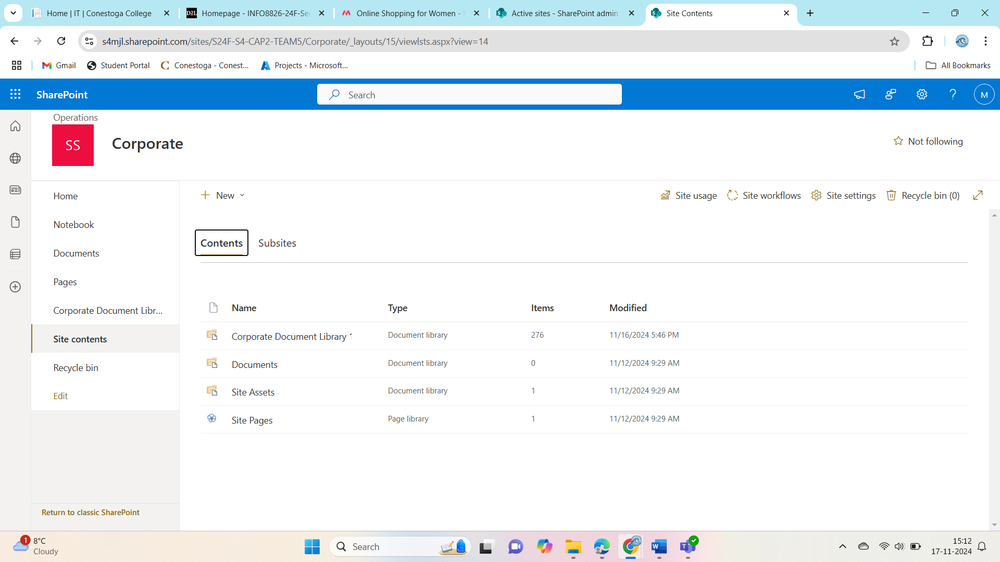 Home | IT | Conestoga College
Homepage - INFO8826-24F-Sec
Online Shopping for Women - S
Active sites - SharePoint admin
Site Contents
s4mjl.sharepoint.com/sites/S24F-S4-CAP2-TEAM5/Corporate/_layouts/15/viewlsts.aspx?view=14
Gmail
Student Portal
Conestoga - Conest...
Projects - Microsoft...
All Bookmarks
SharePoint
Search
M
Operations
SS
Corporate
Not following
Home
Notebook
Documents
Pages
Corporate Document Libr...
Site contents
Recycle bin
Edit
Return to classic SharePoint
New
Site usage
Site workflows
Site settings
Recycle bin (0)
Contents
Subsites
Name Type Items Modified
Corporate Document Library 1 Document library 276 11/16/2024 5:46 PM
Documents Document library 0 11/12/2024 9:29 AM
Site Assets Document library 1 11/12/2024 9:29 AM
Site Pages Page library 1 11/12/2024 9:29 AM
1
8°C
Cloudy
Search
15:12
17-11-2024